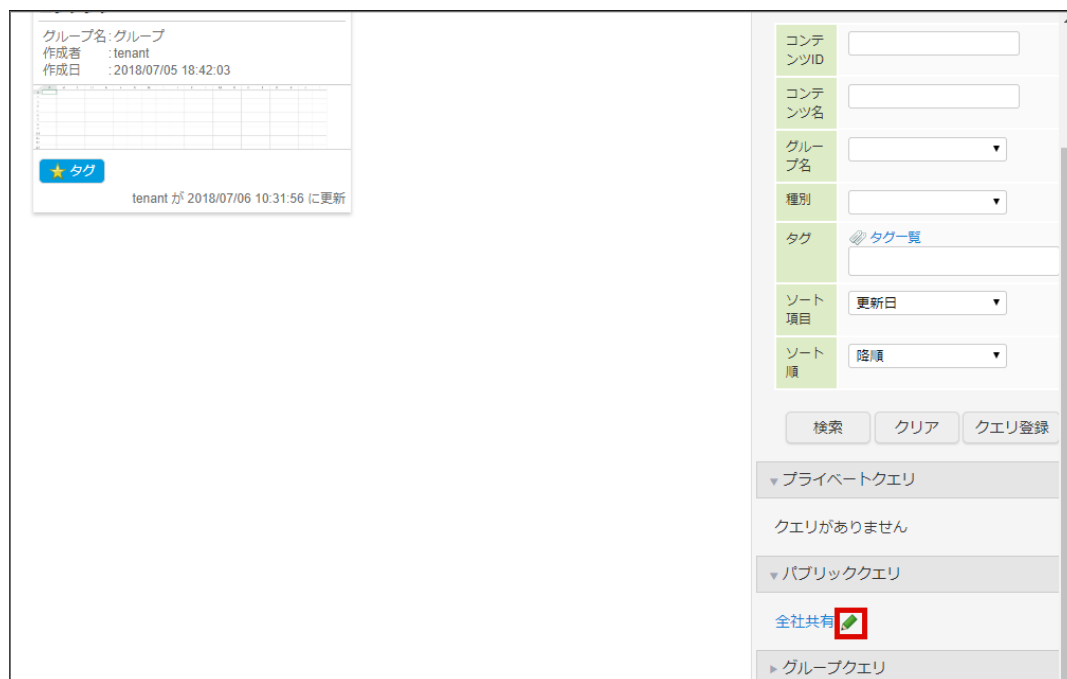 グループ名:グループ
作成者 :tenant
作成日 :2018/07/05 18:42:03
タグ
tenant が 2018/07/06 10:31:56 に更新
コンテ
ンツID
コンテ
ンツ名
グルー
プ名
種別
タグ
タグ一覧
ソート
項目
更新日
ソート
順
降順
検索
クリア
クエリ登録
プライベートクエリ
クエリがありません
パブリッククエリ
全社共有
グループクエリ